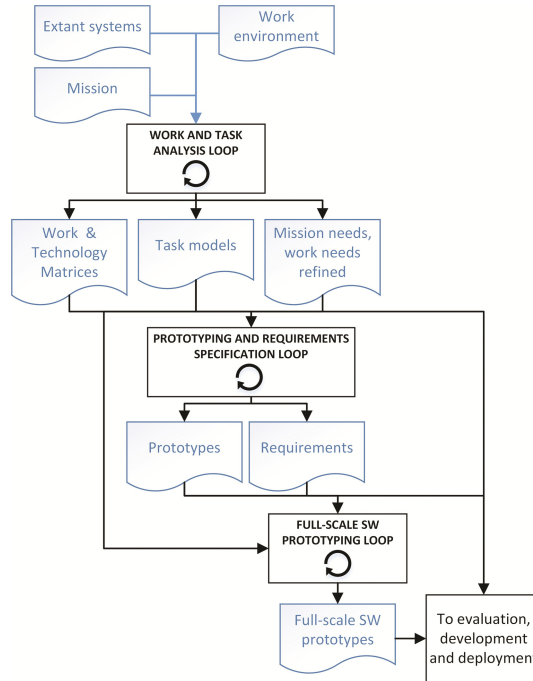 Extant systems
Work
environment
Mission
WORK AND TASK
ANALYSIS LOOP
Work & 
Technology
Matrices
Task models
Mission needs,
work needs
refined
PROTOTYPING AND REQUIREMENTS
SPECIFICATION LOOP
Prototypes
Requirements
FULL-SCALE SW
PROTOTYPING LOOP
Full-scale SW
prototypes
To evaluation,
development
and deployment